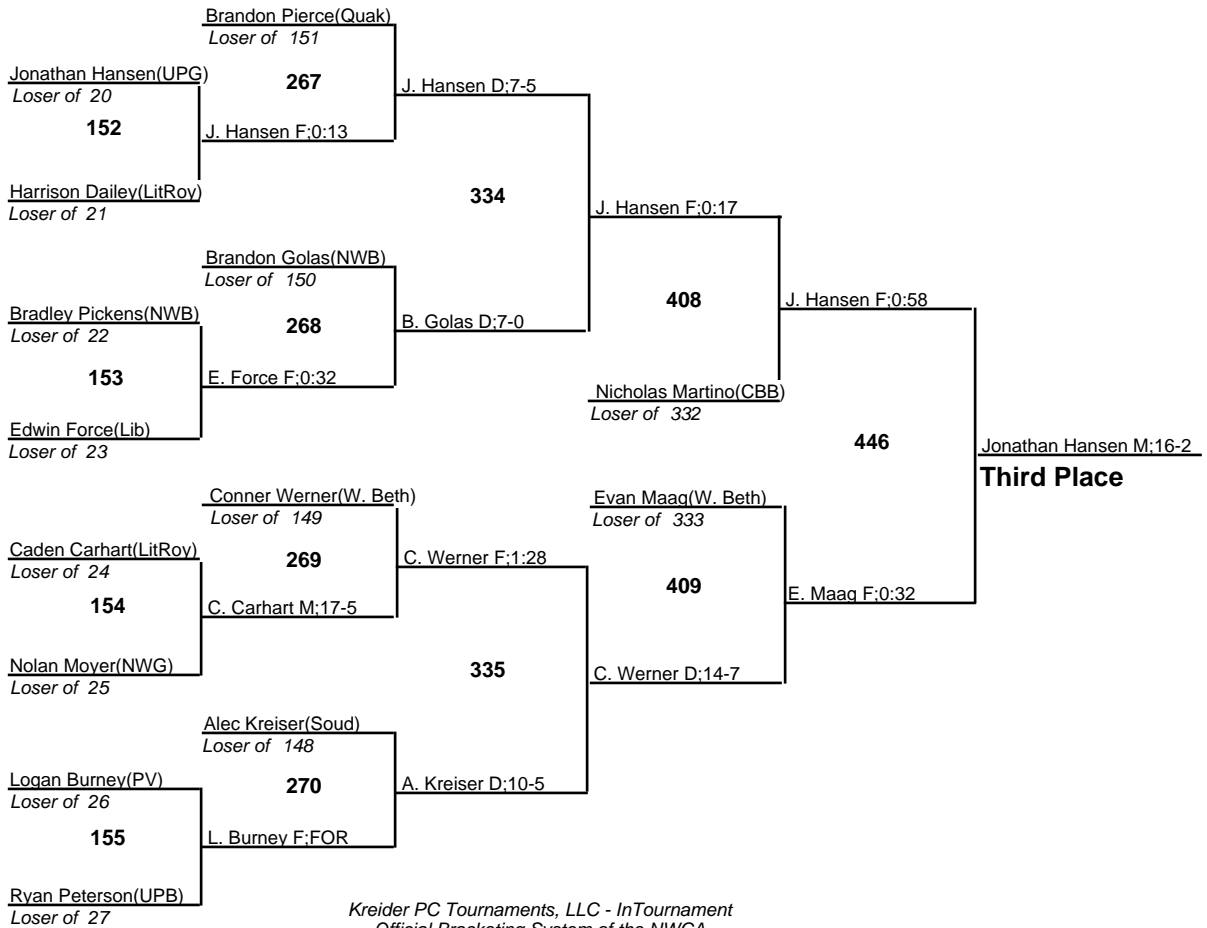 Brandon Pierce(Quak)
Loser of 151
Jonathan Hansen(UPG)
Loser of 20
267
J. Hansen D;7-5
152
J. Hansen F;0:13
Harrison Dailey(LitRoy)
Loser of 21
334
J. Hansen F;0:17
Brandon Golas(NWB)
Loser of 150
Bradley Pickens(NWB)
Loser of 22
268
B. Golas D;7-0
408
J. Hansen F;0:58
153
E. Force F;0:32
Nicholas Martino(CBB)
Loser of 332
Edwin Force(Lib)
Loser of 23
446
Jonathan Hansen M;16-2
Third Place
Conner Werner(W. Beth)
Loser of 149
Evan Maag(W. Beth)
Loser of 333
Caden Carhart(LitRoy)
Loser of 24
269
C. Werner F;1:28
409
E. Maag F;0:32
154
C. Carhart M;17-5
Nolan Moyer(NWG)
Loser of 25
335
C. Werner D;14-7
Alec Kreiser(Soud)
Loser of 148
Logan Burney(PV)
Loser of 26
270
A. Kreiser D;10-5
155
L. Burney F;FOR
Ryan Peterson(UPB)
Loser of 27
Kreider PC Tournaments, LLC - InTournament
Official Bracketing System of the NWCA